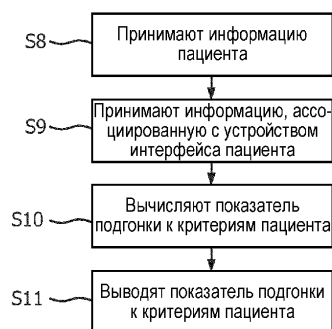 S8
Принимают информацию
пациента
S9
Принимают информацию, ассо-
циированную с устройством
интерфейса пациента
S10
Вычисляют показатель
подгонки к критериям пациента
S11
Выводят показатель подгонки
к критериям пациента